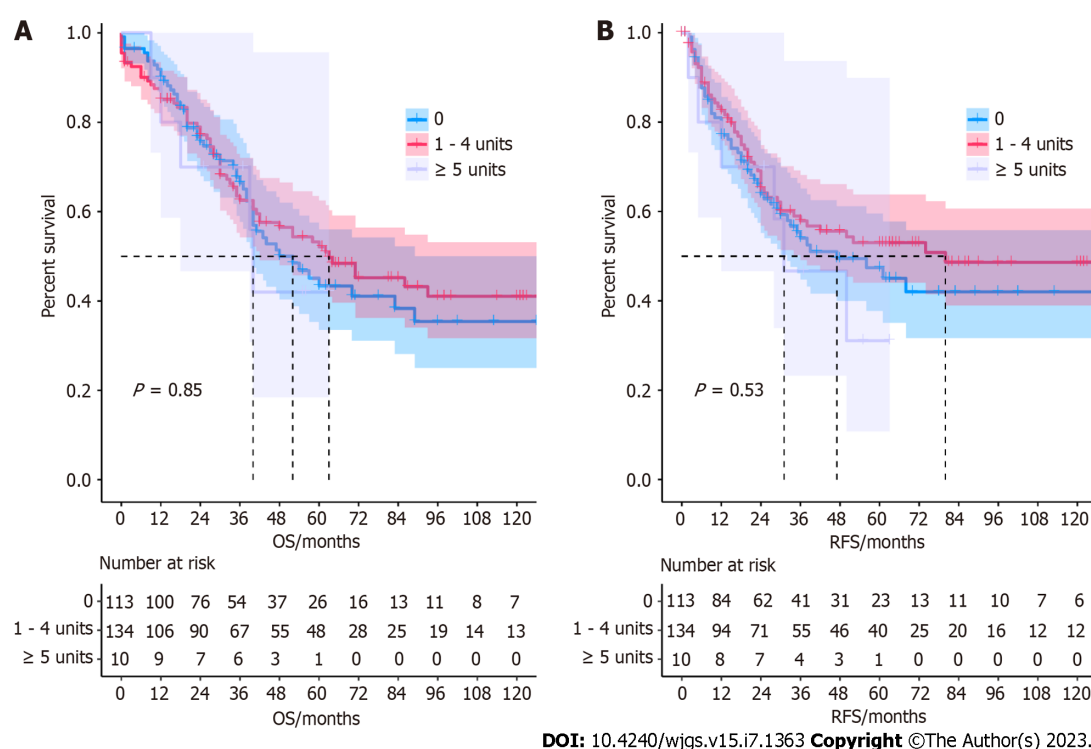 A
1.0
0.8
0.6
0.4
0.2
0.0
Percent survival
0
1 - 4 units
≥ 5 units
P = 0.85
0 12 24 36 48 60 72 84 96 108 120
OS/months
Number at risk
0 113 100 76 54 37 26 16 13 11 8 7
1 - 4 units 134 106 90 67 55 48 28 25 19 14 13
≥ 5 units 10 9 7 6 3 1 0 0 0 0 0
0 12 24 36 48 60 72 84 96 108 120
OS/months
B
1.0
0.8
0.6
0.4
0.2
0.0
Percent survival
0
1 - 4 units
≥ 5 units
P = 0.53
0 12 24 36 48 60 72 84 96 108 120
RFS/months
Number at risk
0 113 84 62 41 31 23 13 11 10 7 6
1 - 4 units 134 94 71 55 46 40 25 20 16 12 12
≥ 5 units 10 8 7 4 3 1 0 0 0 0 0
0 12 24 36 48 60 72 84 96 108 120
RFS/months
DOI: 10.4240/wjgs.v15.i7.1363 Copyright ©The Author(s) 2023.